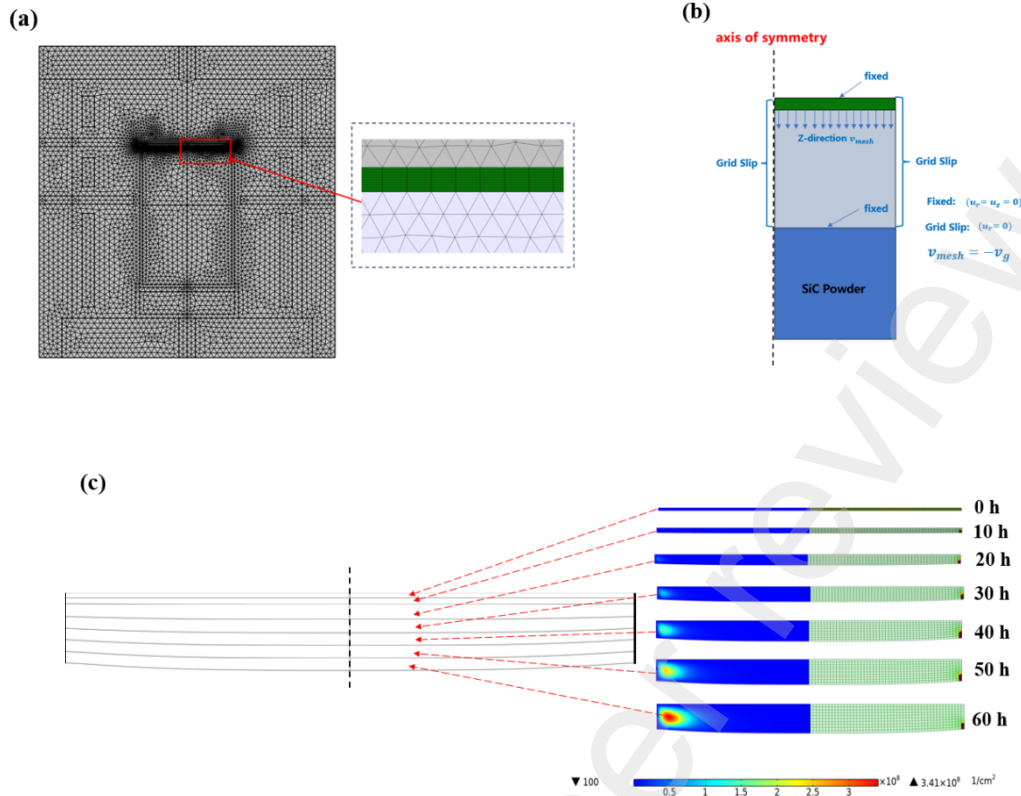 (a)
(b)
axis of symmetry
fixed
Z-direction v_mesh
Grid Slip
Grid Slip
fixed
Fixed: (u_r = u_z = 0)
Grid Slip: (u_r = 0)
v_mesh = −v_g
SiC Powder
(c)
0 h
10 h
20 h
30 h
40 h
50 h
60 h
▼ 100
0.5 1 1.5 2 2.5 3
×10⁸
▲ 3.41×10⁸
1/cm²
er review